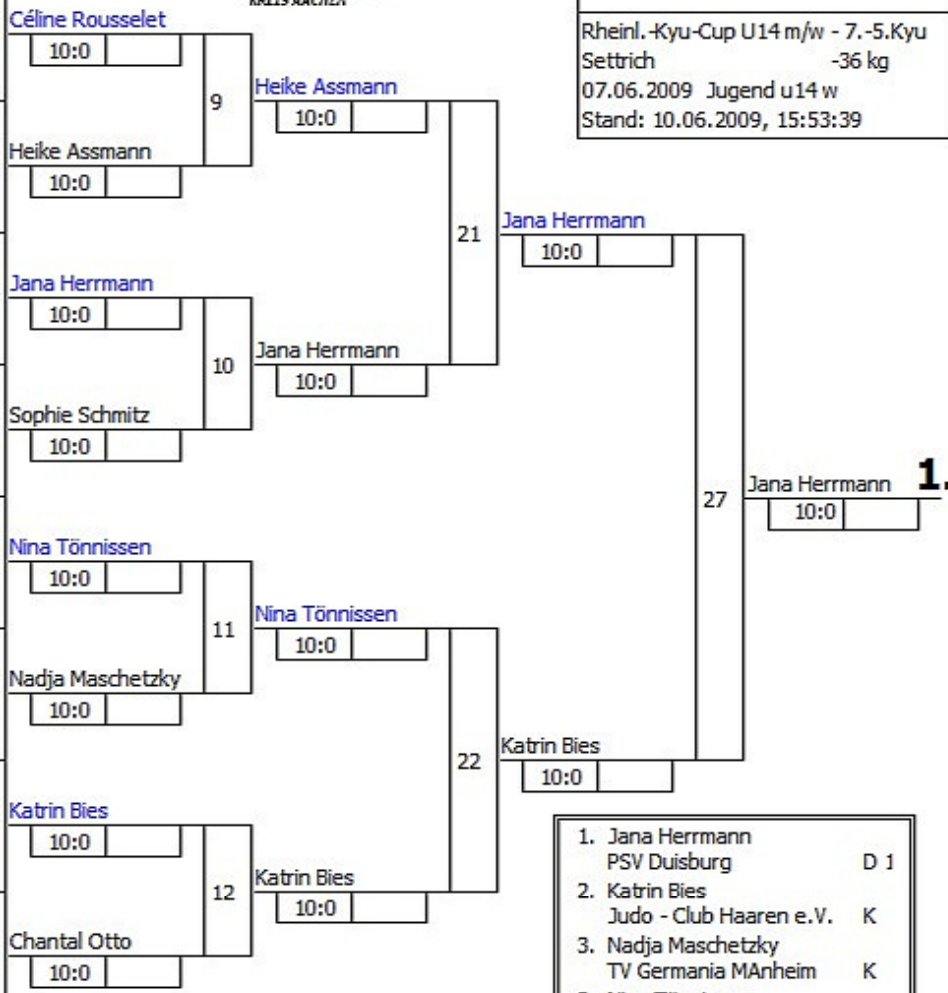 KREIS AACHEN
Rheinl.-Kyu-Cup U14 m/w - 7.-5.Kyu
Settrich -36 kg
07.06.2009 Jugend u14 w
Stand: 10.06.2009, 15:53:39
Céline Rousselet
10:0
9
Heike Assmann
10:0
Heike Assmann
10:0
21
Jana Herrmann
10:0
Jana Herrmann
10:0
10
Jana Herrmann
10:0
Sophie Schmitz
10:0
27
Jana Herrmann 1.
10:0
Nina Tönnissen
10:0
11
Nina Tönnissen
10:0
Nadja Maschetzky
10:0
22
Katrin Bies
10:0
Katrin Bies
10:0
12
Katrin Bies
10:0
Chantal Otto
10:0
1. Jana Herrmann
PSV Duisburg D 1
2. Katrin Bies
Judo - Club Haaren e.V. K
3. Nadja Maschetzky
TV Germania MAnheim K